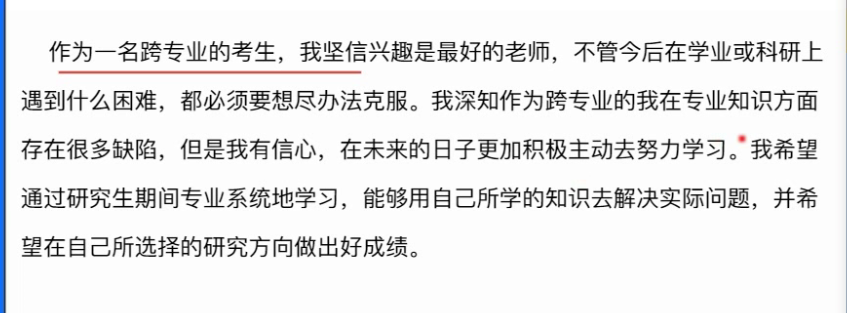 作为一名跨专业的考生，我坚信兴趣是最好的老师，不管今后在学业或科研上
遇到什么困难，都必须要想尽办法克服。我深知作为跨专业的我在专业知识方面
存在很多缺陷，但是我有信心，在未来的日子更加积极主动去努力学习。我希望
通过研究生期间专业系统地学习，能够用自己所学的知识去解决实际问题，并希
望在自己所选择的研究方向做出好成绩。